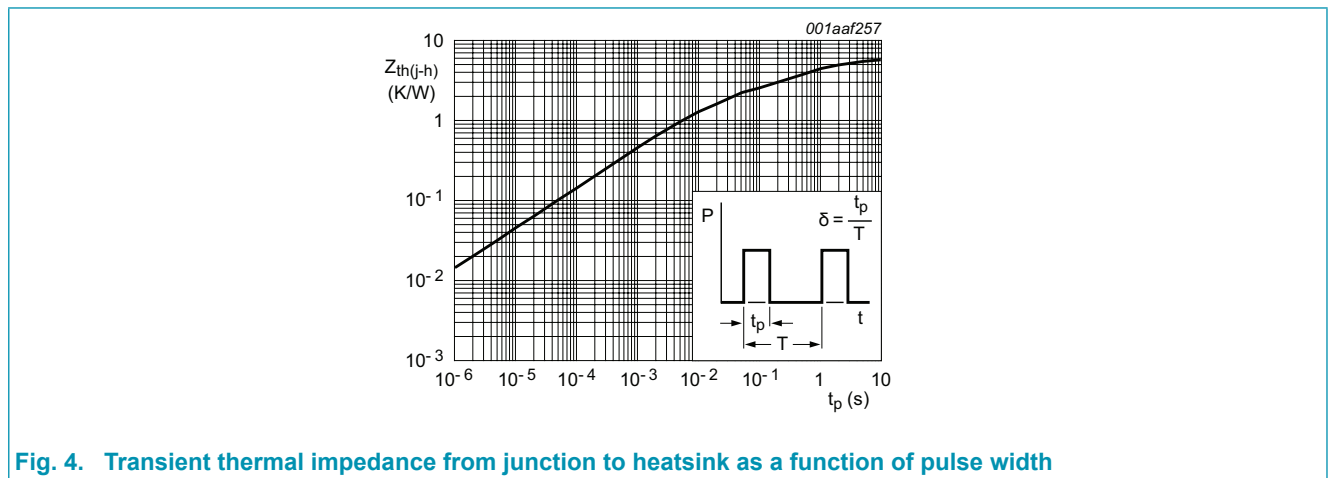 001aaf257
10
Zth(j-h)
(K/W)
1
10-1
10-2
10-3
P
δ = tp
T
tp
t
T
10-6 10-5 10-4 10-3 10-2 10-1 1 10
tp (s)
Fig. 4. Transient thermal impedance from junction to heatsink as a function of pulse width